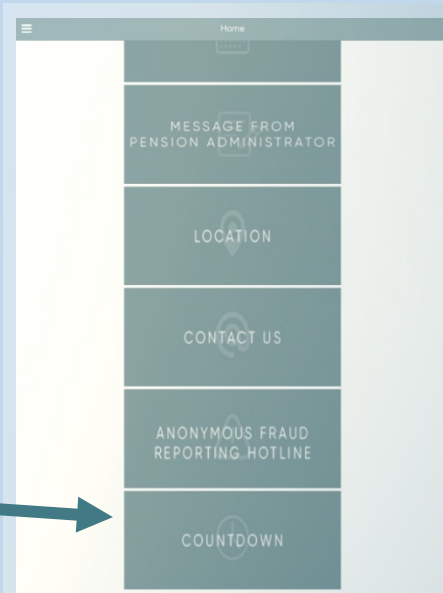 Home
MESSAGE FROM
PENSION ADMINISTRATOR
LOCATION
CONTACT US
ANONYMOUS FRAUD
REPORTING HOTLINE
COUNTDOWN